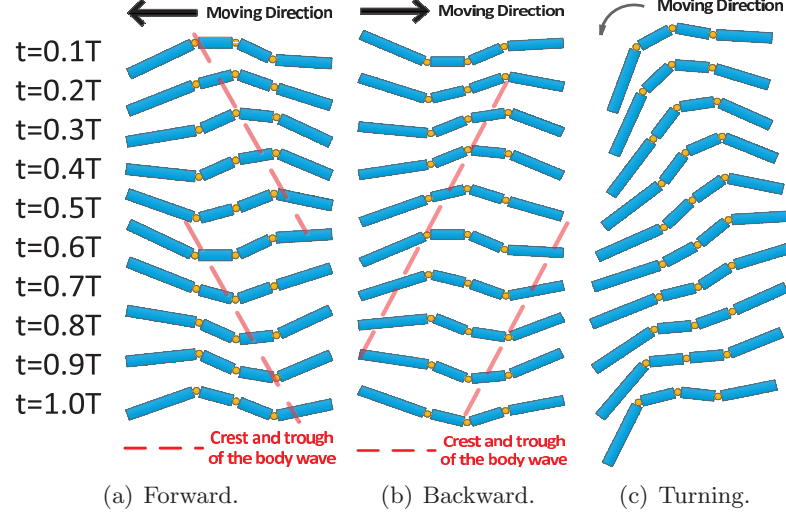 Moving Direction
Moving Direction
Moving Direction
t=0.1T
t=0.2T
t=0.3T
t=0.4T
t=0.5T
t=0.6T
t=0.7T
t=0.8T
t=0.9T
t=1.0T
Crest and trough
of the body wave
Crest and trough
of the body wave
(a) Forward.
(b) Backward.
(c) Turning.